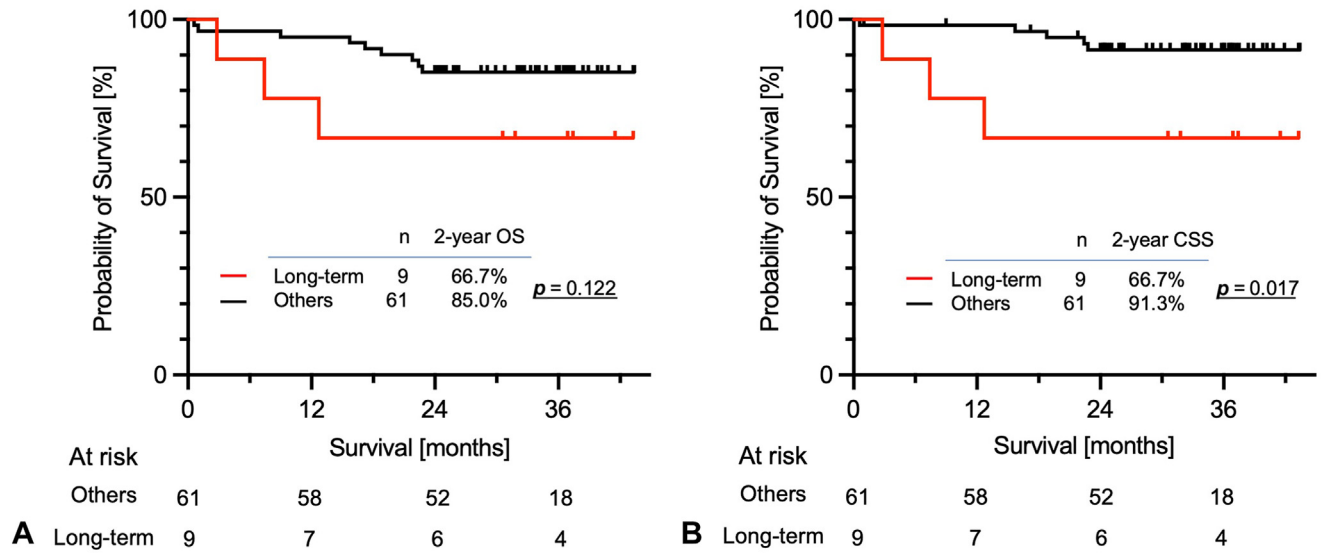 100
50
0
Probability of Survival [%]
n 2-year OS
Long-term 9 66.7%
Others 61 85.0%
p = 0.122
0 12 24 36
Survival [months]
At risk
Others 61 58 52 18
Long-term 9 7 6 4
A
100
50
0
Probability of Survival [%]
n 2-year CSS
Long-term 9 66.7%
Others 61 91.3%
p = 0.017
0 12 24 36
Survival [months]
At risk
Others 61 58 52 18
Long-term 9 7 6 4
B